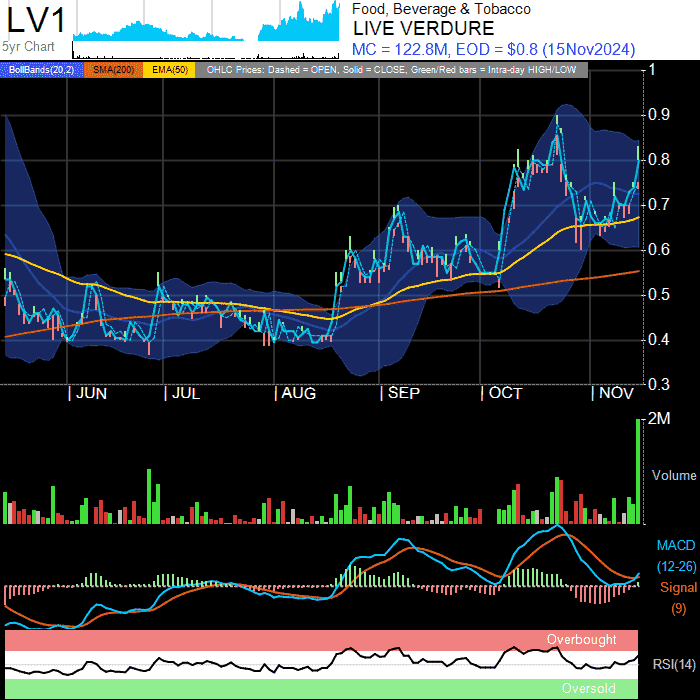 LV1
5yr Chart
Food, Beverage & Tobacco
LIVE VERDURE
MC = 122.8M, EOD = $0.8 (15Nov2024)
BollBands(20,2) SMA(200) EMA(50) OHLC Prices: Dashed = OPEN, Solid = CLOSE, Green/Red bars = Intra-day HIGH/LOW
1
0.9
0.8
0.7
0.6
0.5
0.4
0.3
JUN JUL AUG SEP OCT NOV
2M
Volume
MACD
(12-26)
Signal
(9)
Overbought
RSI(14)
Oversold